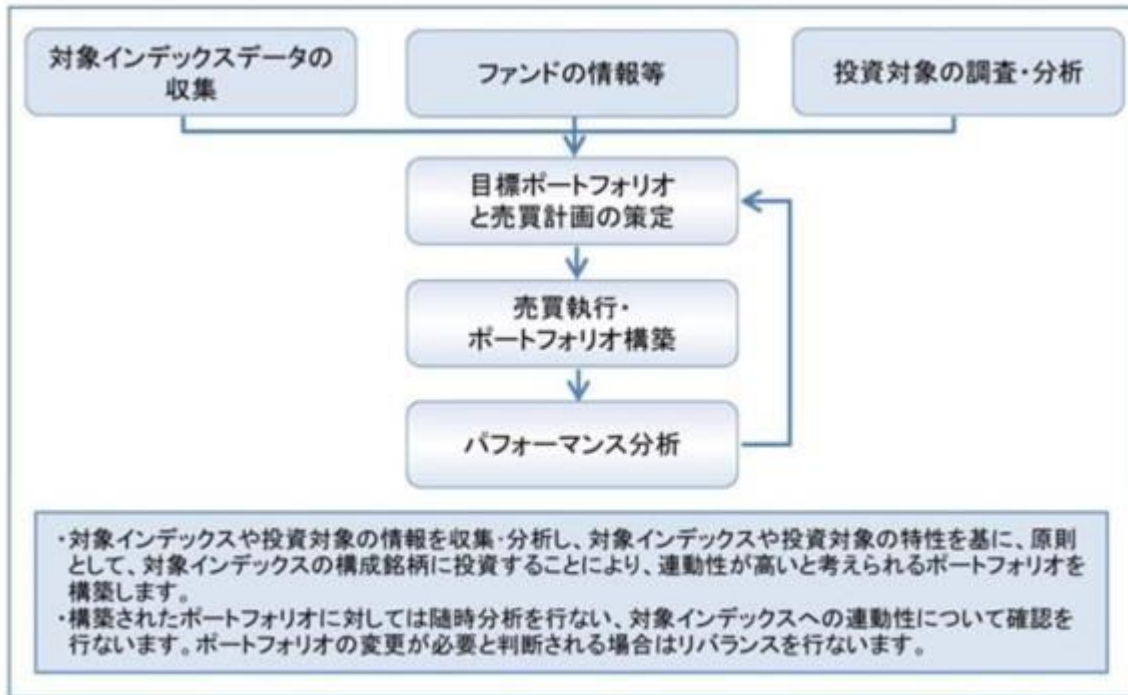 対象インデックスデータの
収集
ファンドの情報等
投資対象の調査・分析
目標ポートフォリオ
と売買計画の策定
売買執行・
ポートフォリオ構築
パフォーマンス分析
・対象インデックスや投資対象の情報を収集・分析し、対象インデックスや投資対象の特性を基に、原則
として、対象インデックスの構成銘柄に投資することにより、連動性が高いと考えられるポートフォリオを
構築します。
・構築されたポートフォリオに対しては随時分析を行ない、対象インデックスへの連動性について確認を
行ないます。ポートフォリオの変更が必要と判断される場合はリバランスを行ないます。